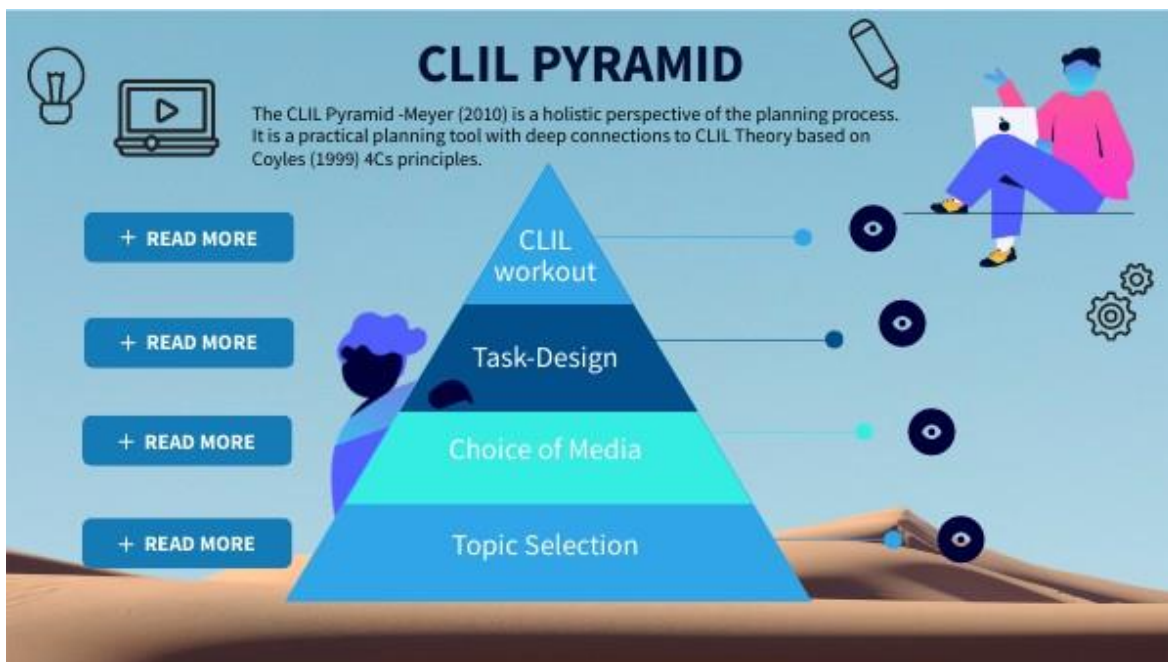 CLIL PYRAMID
The CLIL Pyramid -Meyer (2010) is a holistic perspective of the planning process.
It is a practical planning tool with deep connections to CLIL Theory based on
Coyles (1999) 4Cs principles.
+ READ MORE
CLIL
workout
+ READ MORE
Task-Design
+ READ MORE
Choice of Media
+ READ MORE
Topic Selection